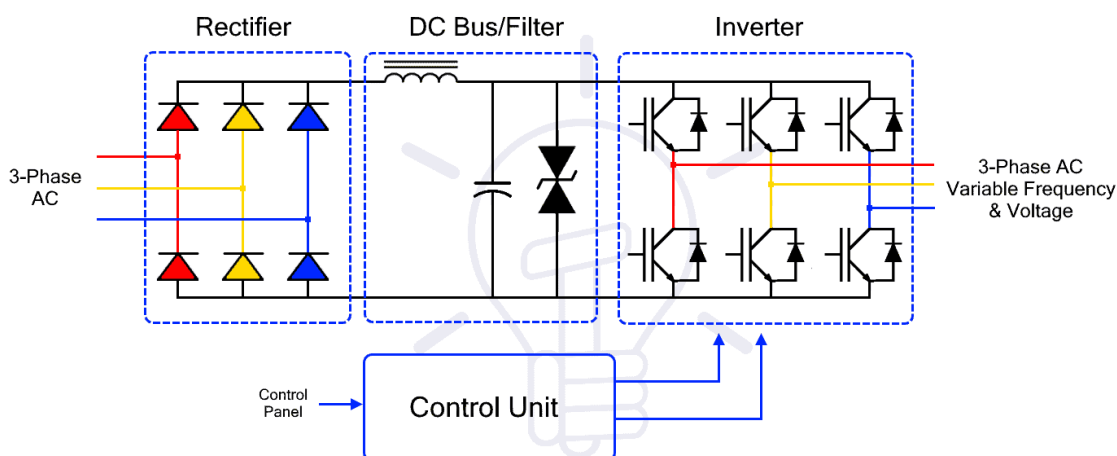 Rectifier
DC Bus/Filter
Inverter
3-Phase
AC
3-Phase AC
Variable Frequency
& Voltage
Control
Panel
Control Unit